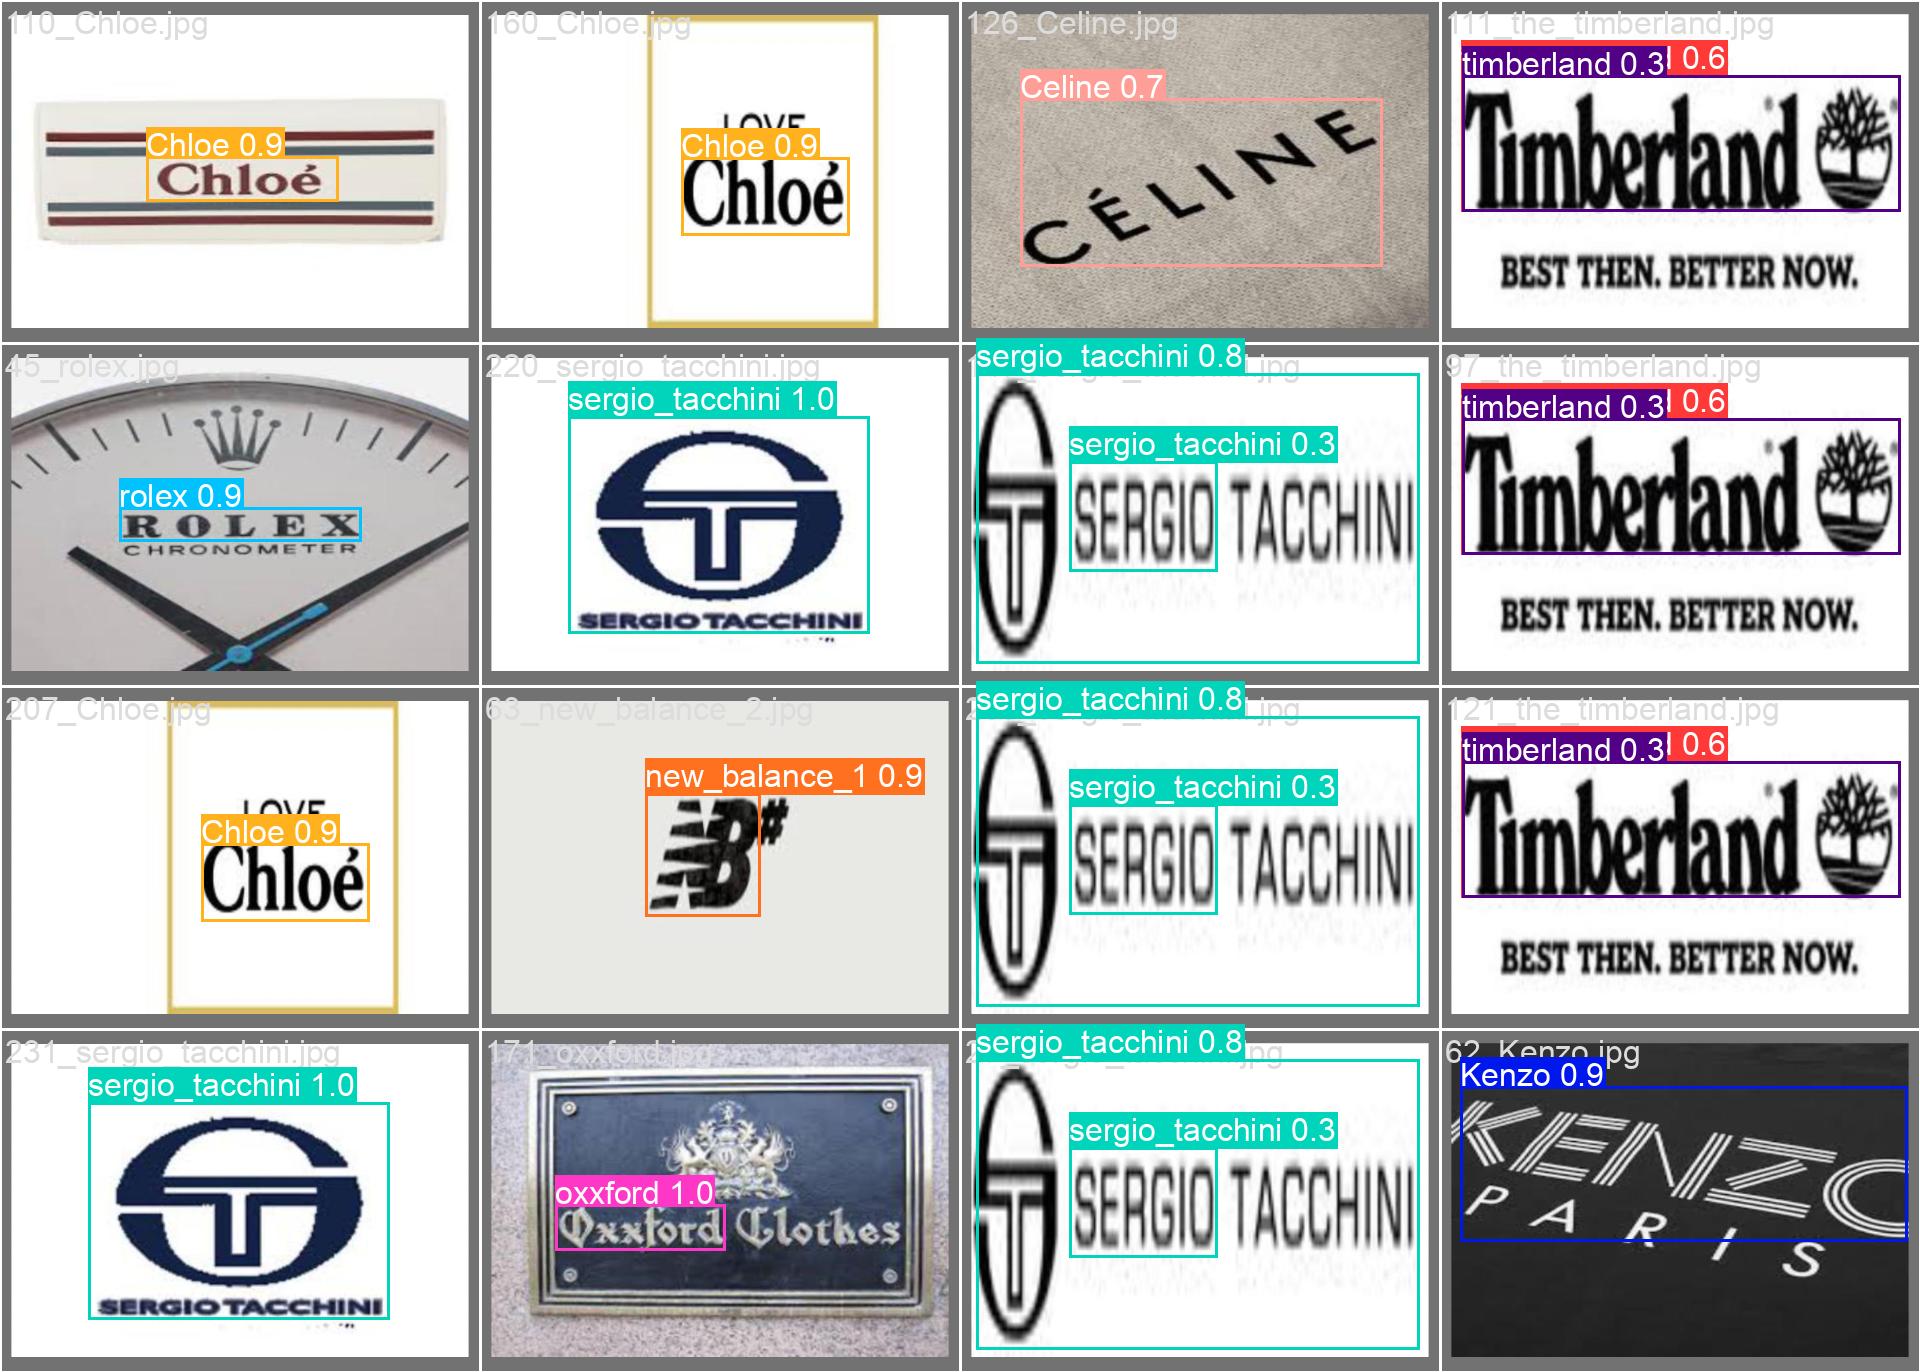 110_Chloe.jpg
Chloe 0.9
Chloé
160_Chloe.jpg
LOVE
Chloe 0.9
Chloé
126_Celine.jpg
Celine 0.7
CÉLINE
111_the_timberland.jpg
timberland 0.3 0.6
Timberland
BEST THEN. BETTER NOW.
45_rolex.jpg
rolex 0.9
ROLEX
CHRONOMETER
220_sergio_tacchini.jpg
sergio_tacchini 1.0
SERGIO TACCHINI
sergio_tacchini 0.8
sergio_tacchini 0.3
SERGIO TACCHINI
97_the_timberland.jpg
timberland 0.3 0.6
Timberland
BEST THEN. BETTER NOW.
207_Chloe.jpg
LOVE
Chloe 0.9
Chloé
63_new_balance_2.jpg
new_balance_1 0.9
NB#
sergio_tacchini 0.8
sergio_tacchini 0.3
SERGIO TACCHINI
121_the_timberland.jpg
timberland 0.3 0.6
Timberland
BEST THEN. BETTER NOW.
231_sergio_tacchini.jpg
sergio_tacchini 1.0
SERGIO TACCHINI
171_oxxford.jpg
oxxford 1.0
Oxxford Clothes
sergio_tacchini 0.8
sergio_tacchini 0.3
SERGIO TACCHINI
62_Kenzo.jpg
Kenzo 0.9
KENZO
PARIS